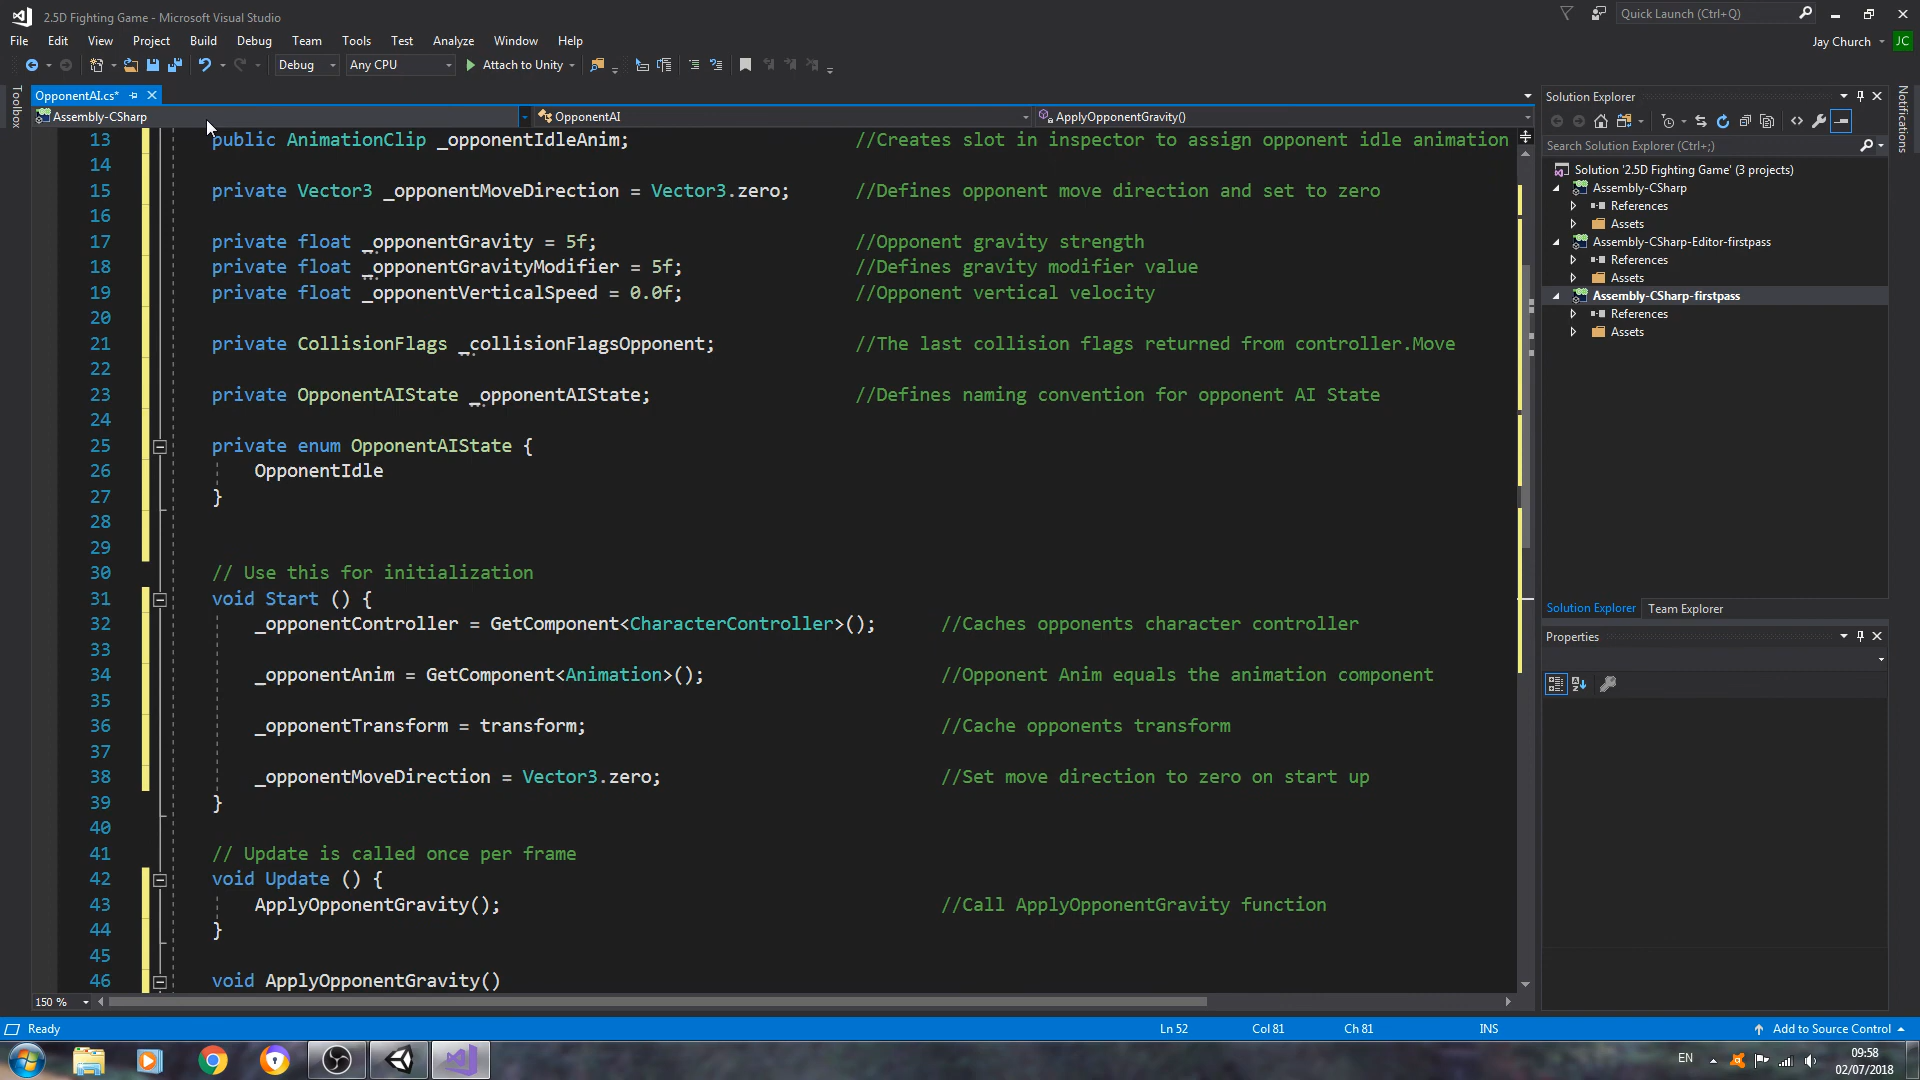 2.5D Fighting Game - Microsoft Visual Studio
Quick Launch (Ctrl+Q)
File Edit View Project Build Debug Team Tools Test Analyze Window Help
Jay Church
JC
Debug
Any CPU
Attach to Unity
Toolbox
OpponentAI.cs*
Assembly-CSharp
OpponentAI
ApplyOpponentGravity()
13 public AnimationClip _opponentIdleAnim; //Creates slot in inspector to assign opponent idle animation
14
15 private Vector3 _opponentMoveDirection = Vector3.zero; //Defines opponent move direction and set to zero
16
17 private float _opponentGravity = 5f; //Opponent gravity strength
18 private float _opponentGravityModifier = 5f; //Defines gravity modifier value
19 private float _opponentVerticalSpeed = 0.0f; //Opponent vertical velocity
20
21 private CollisionFlags _collisionFlagsOpponent; //The last collision flags returned from controller.Move
22
23 private OpponentAIState _opponentAIState; //Defines naming convention for opponent AI State
24
25 private enum OpponentAIState {
26 OpponentIdle
27 }
28
29
30 // Use this for initialization
31 void Start () {
32 _opponentController = GetComponent<CharacterController>(); //Caches opponents character controller
33
34 _opponentAnim = GetComponent<Animation>(); //Opponent Anim equals the animation component
35
36 _opponentTransform = transform; //Cache opponents transform
37
38 _opponentMoveDirection = Vector3.zero; //Set move direction to zero on start up
39 }
40
41 // Update is called once per frame
42 void Update () {
43 ApplyOpponentGravity(); //Call ApplyOpponentGravity function
44 }
45
46 void ApplyOpponentGravity()
150 %
Solution Explorer
Search Solution Explorer (Ctrl+;)
Solution '2.5D Fighting Game' (3 projects)
Assembly-CSharp
References
Assets
Assembly-CSharp-Editor-firstpass
References
Assets
Assembly-CSharp-firstpass
References
Assets
Solution Explorer
Team Explorer
Properties
Notifications
Ready
Ln 52
Col 81
Ch 81
INS
Add to Source Control
EN
09:58
02/07/2018